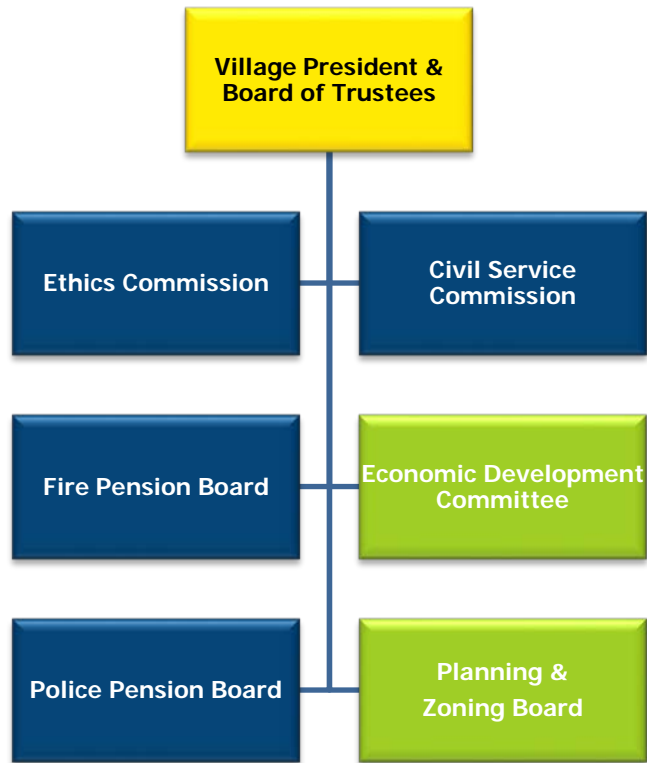 Village President &
Board of Trustees
Ethics Commission
Civil Service
Commission
Fire Pension Board
Economic Development
Committee
Police Pension Board
Planning &
Zoning Board